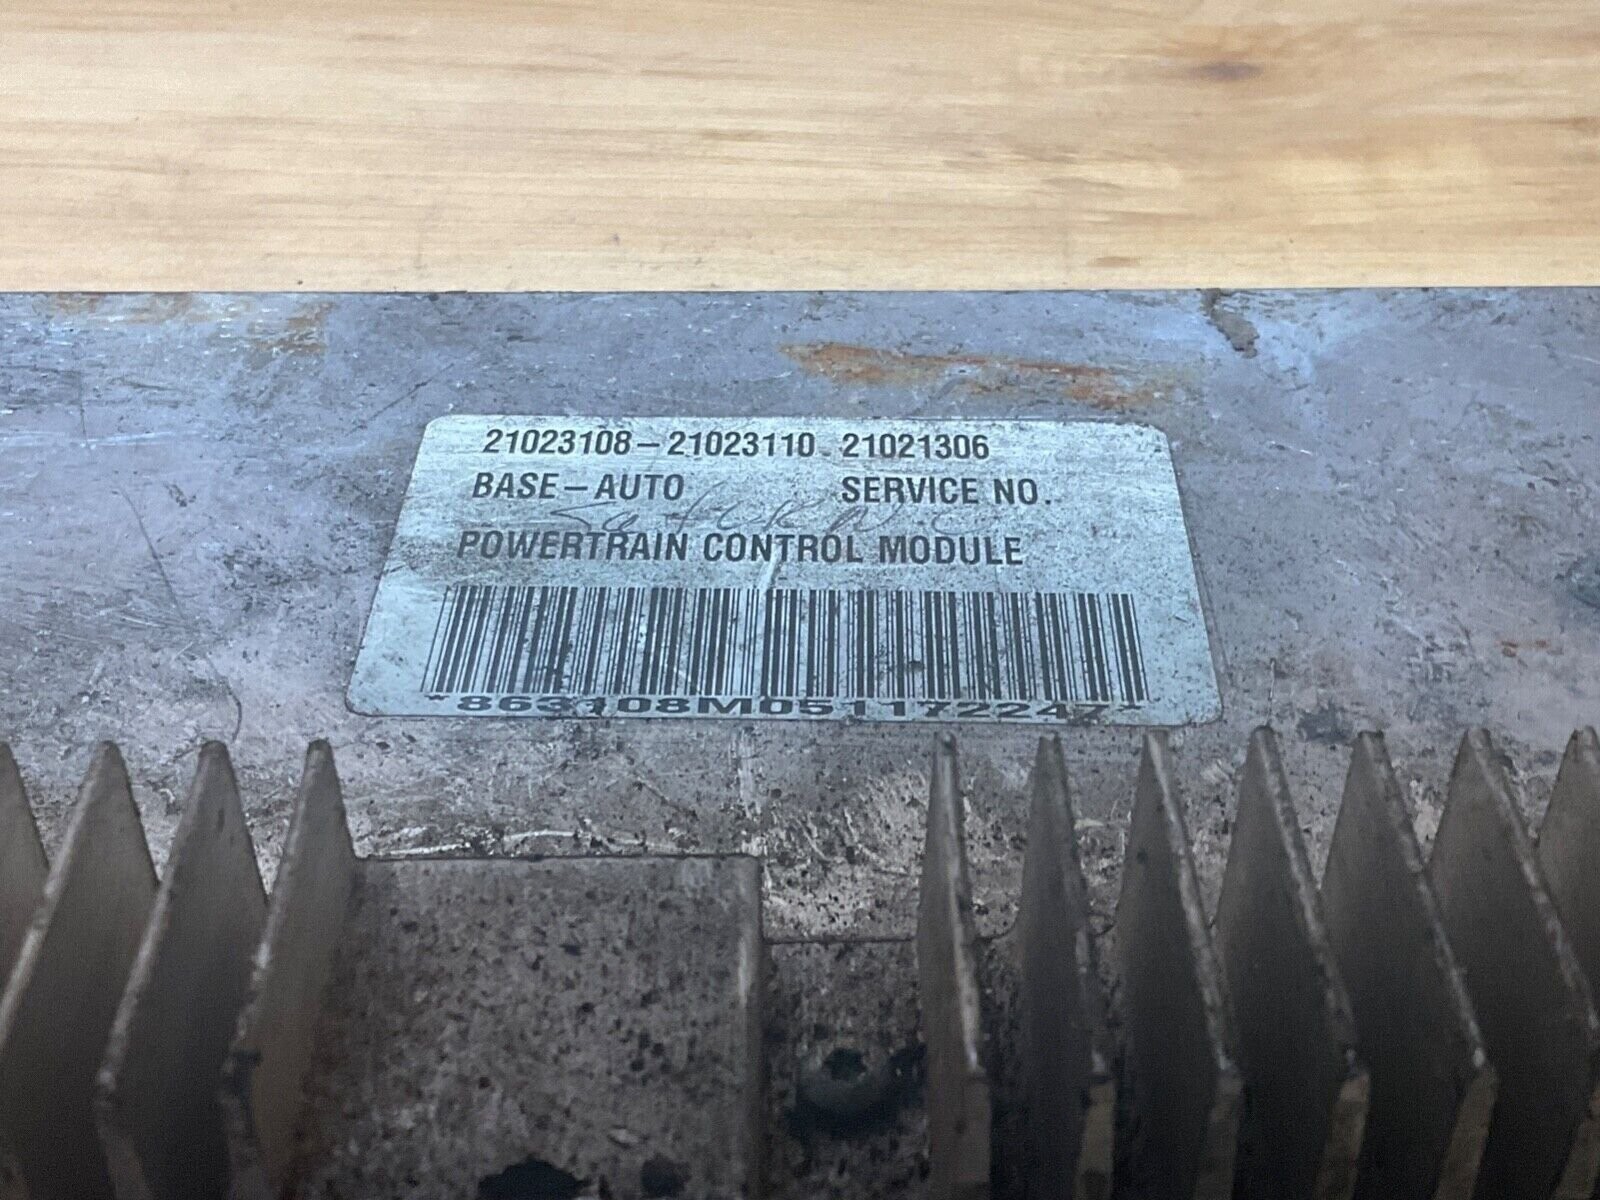 21023108-21023110 21021306
BASE-AUTO SERVICE NO.
POWERTRAIN CONTROL MODULE
*863108M051172247*